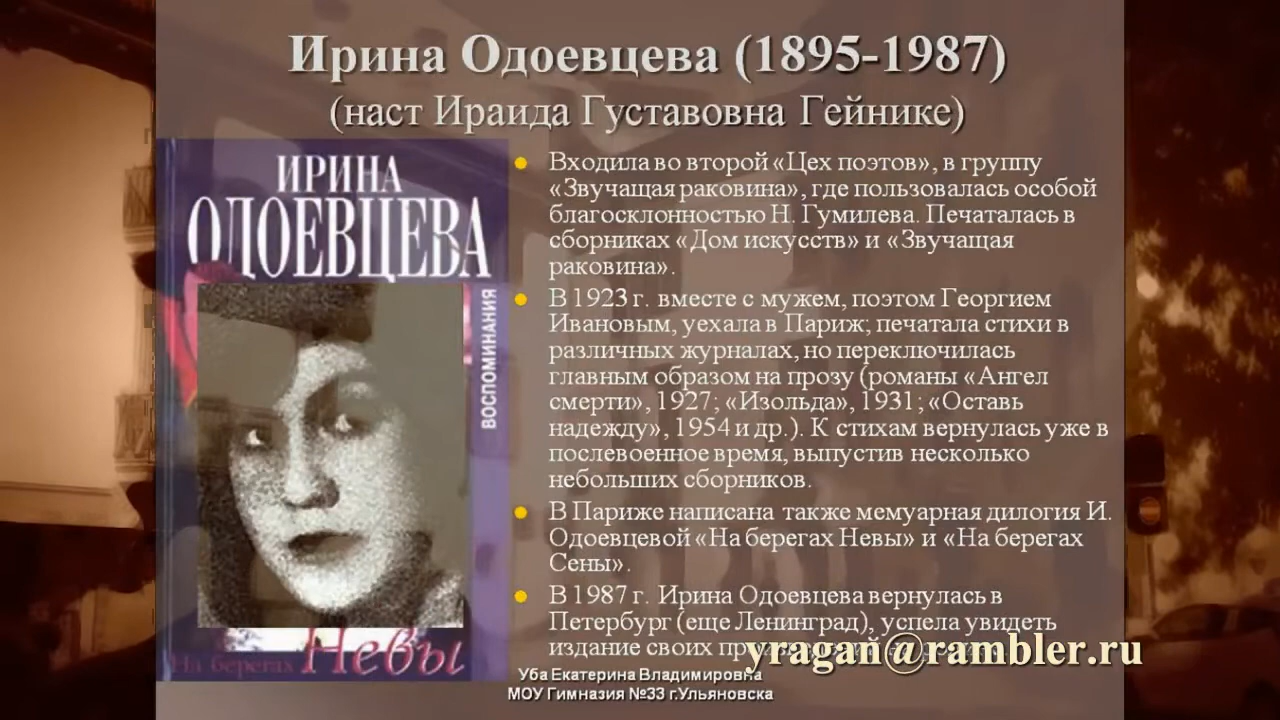 Ирина Одоевцева (1895-1987)
(наст Ираида Густавовна Гейнике)
ИРИНА
ОДОЕВЦЕВА
ВОСПОМИНАНИЯ
На берегах Невы
Входила во второй «Цех поэтов», в группу
«Звучащая раковина», где пользовалась особой
благосклонностью Н. Гумилева. Печаталась в
сборниках «Дом искусств» и «Звучащая
раковина».
В 1923 г. вместе с мужем, поэтом Георгием
Ивановым, уехала в Париж; печатала стихи в
различных журналах, но переключилась
главным образом на прозу (романы «Ангел
смерти», 1927; «Изольда», 1931; «Оставь
надежду», 1954 и др.). К стихам вернулась уже в
послевоенное время, выпустив несколько
небольших сборников.
В Париже написана также мемуарная дилогия И.
Одоевцевой «На берегах Невы» и «На берегах
Сены».
В 1987 г. Ирина Одоевцева вернулась в
Петербург (еще Ленинград), успела увидеть
издание своих
yragan@rambler.ru
Уба Екатерина Владимировна
МОУ Гимназия №33 г.Ульяновска